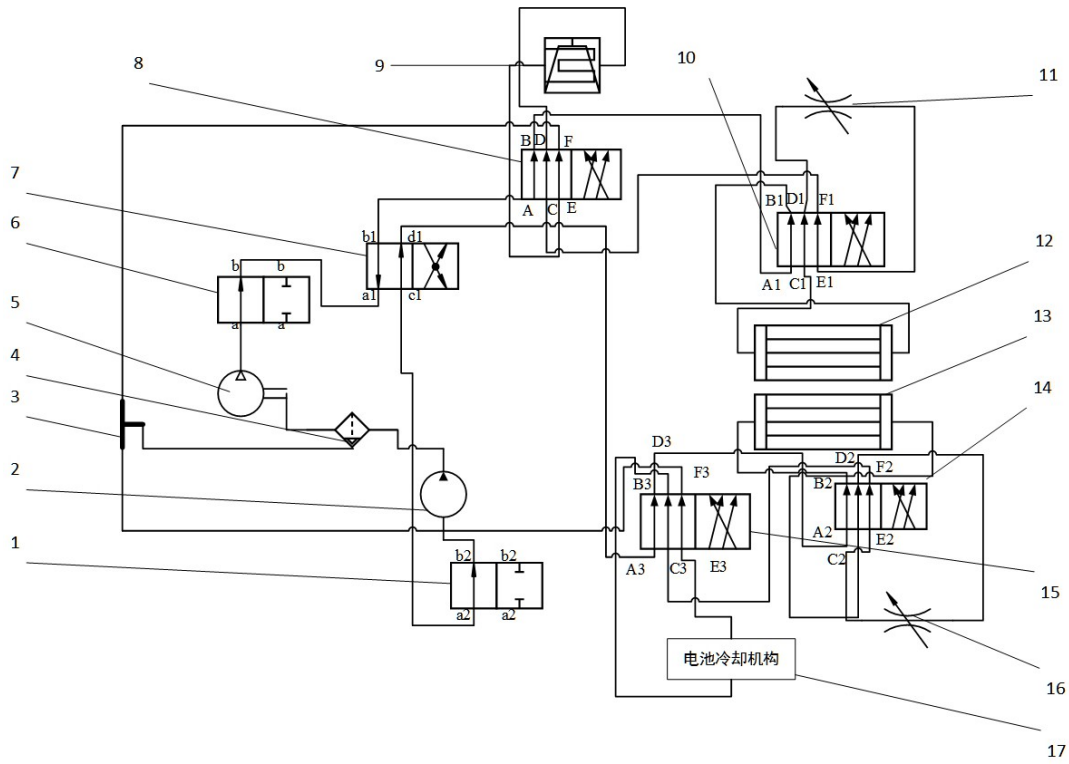 8
9
10
11
B D F
A C E
7
b1 d1
a1 c1
6
b b
a a
5
4
3
2
1
B1 D1 F1
A1 C1 E1
12
13
14
D3
B3
F3
A3 C3 E3
D2
B2
F2
A2
C2
E2
15
b2 b2
a2 a2
电池冷却机构
16
17